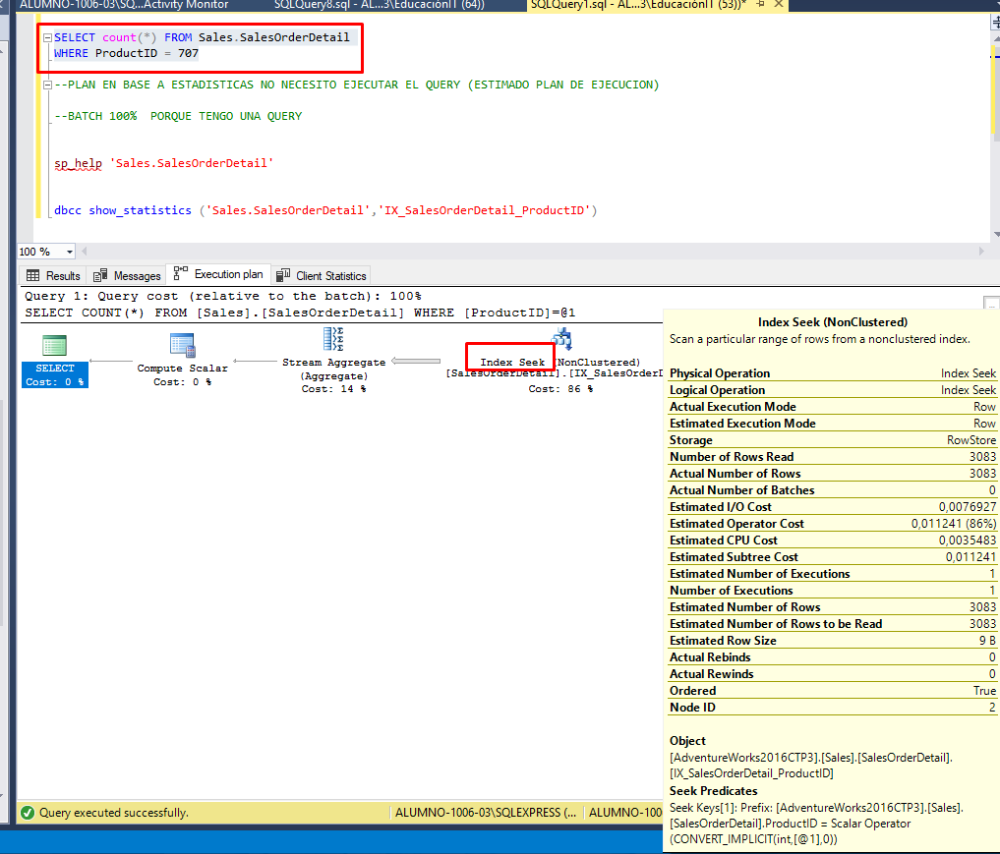 ALUMNO-1006-03\SQ...Activity Monitor
SQLQuery8.sql - AL...3\EducaciónIT (64))
SQLQuery1.sql - AL...3\EducaciónIT (53))*
SELECT count(*) FROM Sales.SalesOrderDetail
WHERE ProductID = 707
--PLAN EN BASE A ESTADISTICAS NO NECESITO EJECUTAR EL QUERY (ESTIMADO PLAN DE EJECUCION)
--BATCH 100%  PORQUE TENGO UNA QUERY
sp_help 'Sales.SalesOrderDetail'
dbcc show_statistics ('Sales.SalesOrderDetail','IX_SalesOrderDetail_ProductID')
100 %
Results Messages Execution plan Client Statistics
Query 1: Query cost (relative to the batch): 100%
SELECT COUNT(*) FROM [Sales].[SalesOrderDetail] WHERE [ProductID]=@1
SELECT
Cost: 0 %
Compute Scalar
Cost: 0 %
Stream Aggregate
(Aggregate)
Cost: 14 %
Index Seek (NonClustered)
[SalesOrderDetail].[IX_SalesOrderD
Cost: 86 %
Index Seek (NonClustered)
Scan a particular range of rows from a nonclustered index.
Physical Operation Index Seek
Logical Operation Index Seek
Actual Execution Mode Row
Estimated Execution Mode Row
Storage RowStore
Number of Rows Read 3083
Actual Number of Rows 3083
Actual Number of Batches 0
Estimated I/O Cost 0,0076927
Estimated Operator Cost 0,011241 (86%)
Estimated CPU Cost 0,0035483
Estimated Subtree Cost 0,011241
Estimated Number of Executions 1
Number of Executions 1
Estimated Number of Rows 3083
Estimated Number of Rows to be Read 3083
Estimated Row Size 9 B
Actual Rebinds 0
Actual Rewinds 0
Ordered True
Node ID 2
Object
[AdventureWorks2016CTP3].[Sales].[SalesOrderDetail].
[IX_SalesOrderDetail_ProductID]
Seek Predicates
Seek Keys[1]: Prefix: [AdventureWorks2016CTP3].[Sales].
[SalesOrderDetail].ProductID = Scalar Operator
(CONVERT_IMPLICIT(int,[@1],0))
Query executed successfully.
ALUMNO-1006-03\SQLEXPRESS (...
ALUMNO-100